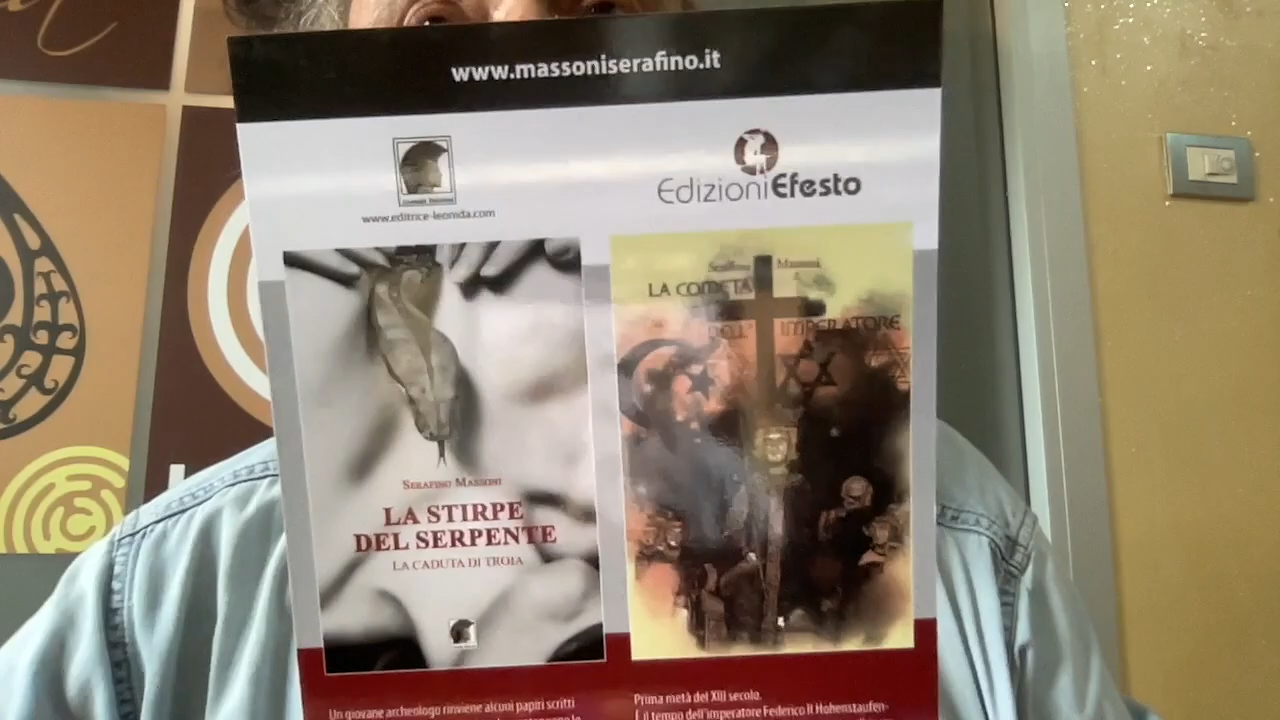 www.massoniserafino.it
www.editrice-leonida.com
EdizioniEfesto
SERAFINO MASSONI
LA STIRPE
DEL SERPENTE
LA CADUTA DI TROIA
Serafino Massoni
LA COMETA
DELL' IMPERATORE
Un giovane archeologo rinviene alcuni papiri scritti
Prima metà del XIII secolo.
È il tempo dell'imperatore Federico II Hohenstaufen-